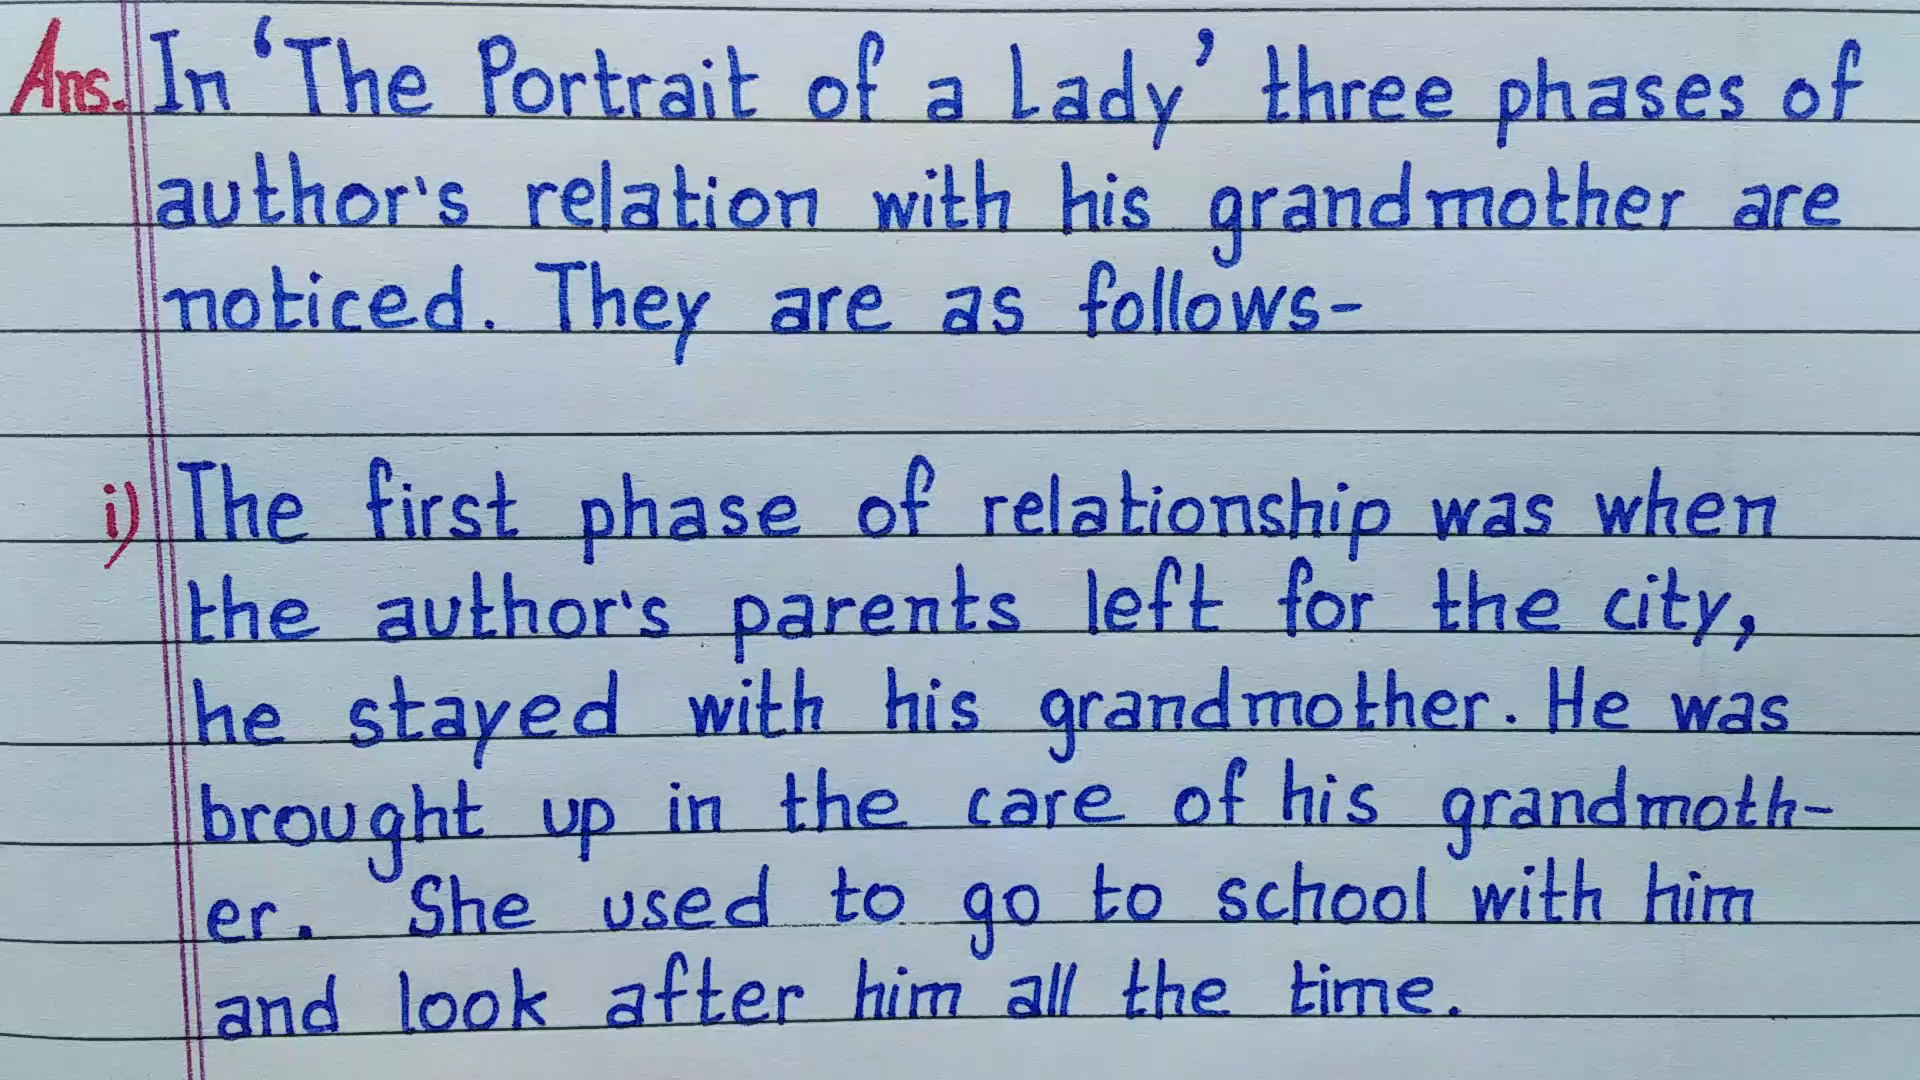 Ans. In ‘The Portrait of a Lady’ three phases of
author's relation with his grandmother are
noticed. They are as follows-
i) The first phase of relationship was when
the author's parents left for the city,
he stayed with his grandmother. He was
brought up in the care of his grandmoth-
er. She used to go to school with him
and look after him all the time.